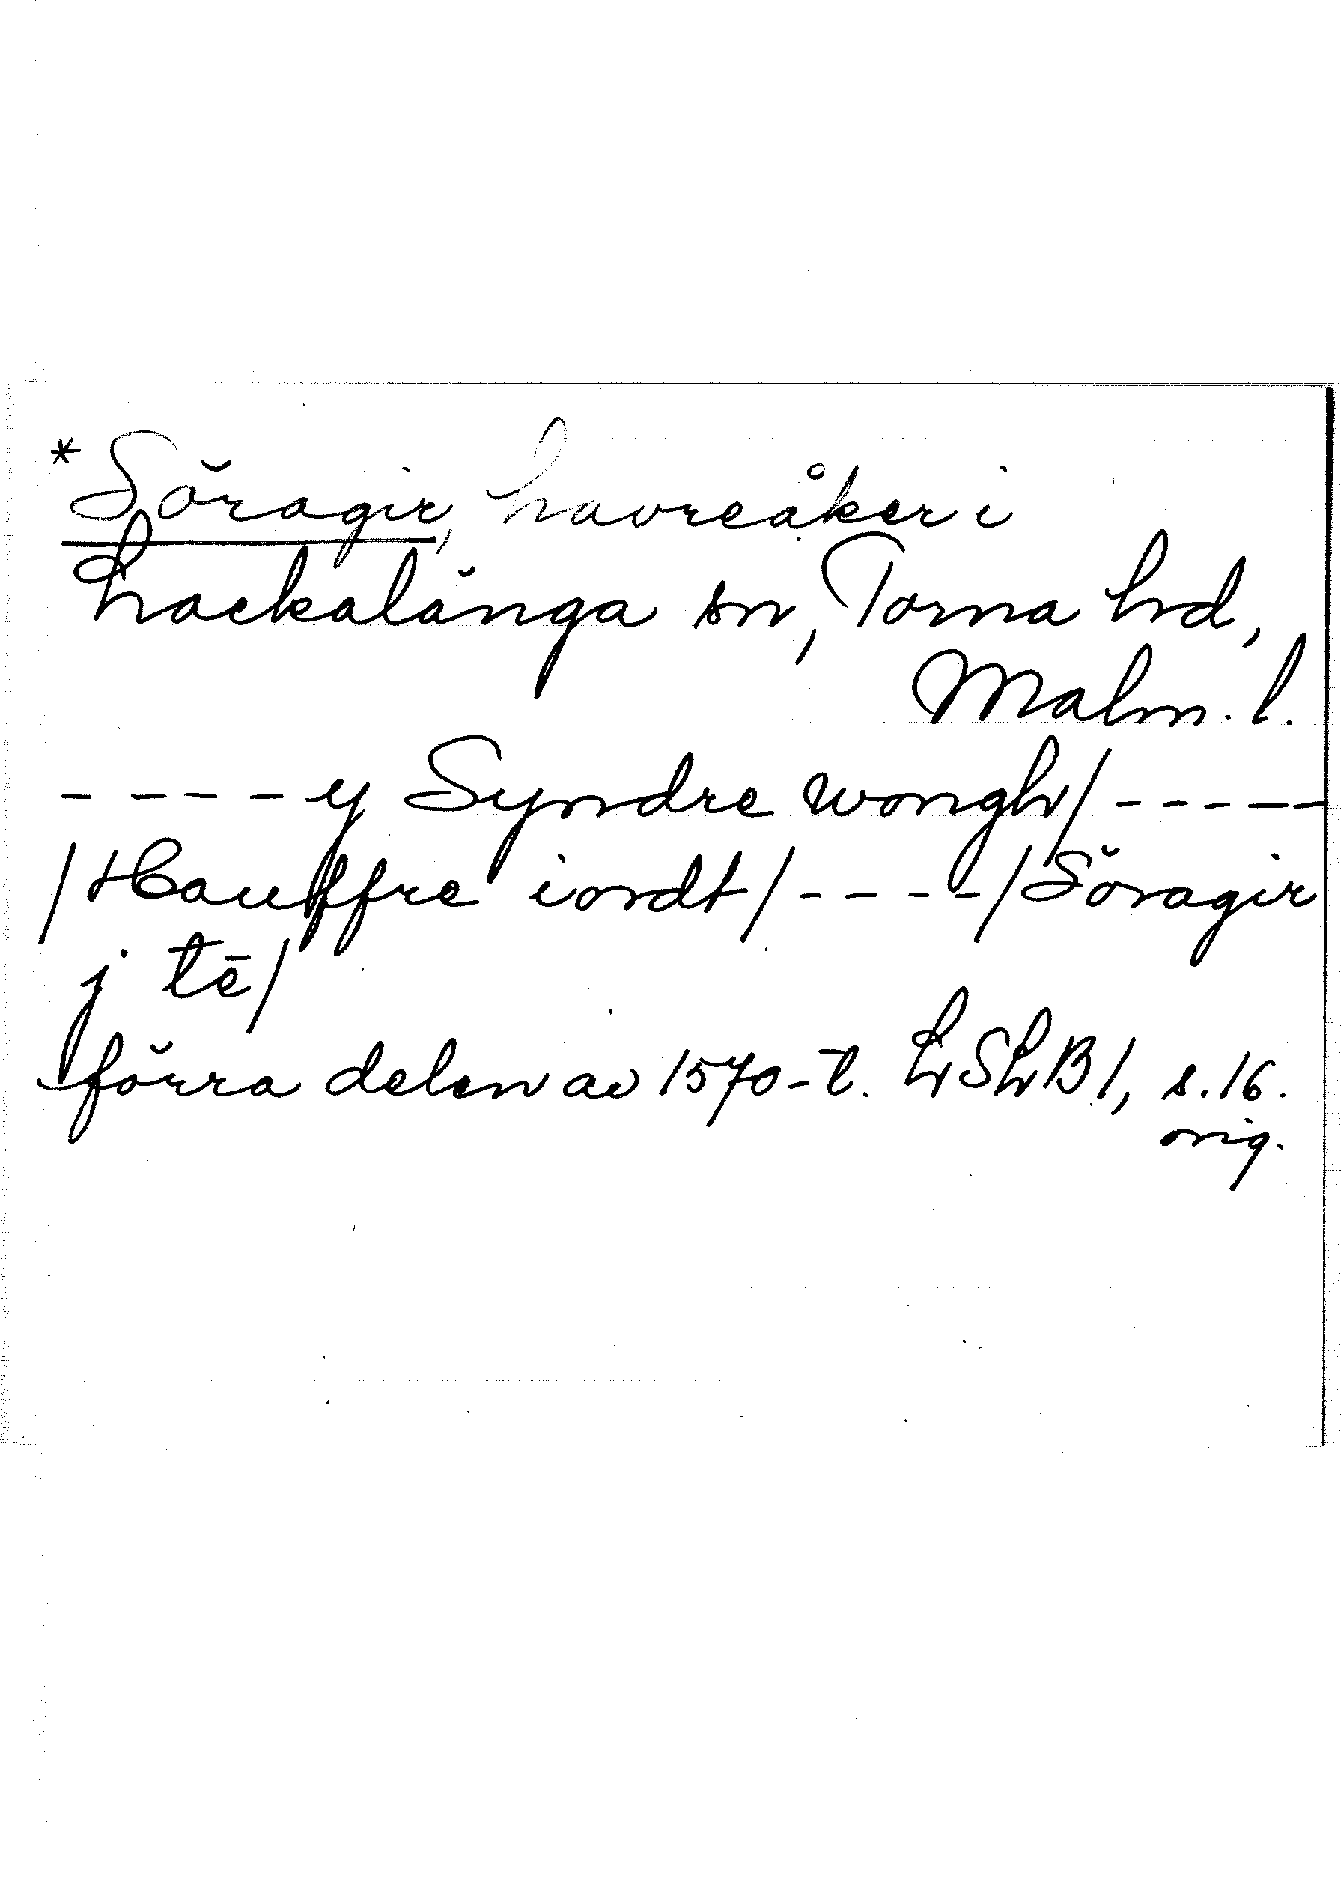 *Söragir, havreåker i
Hackalänga sn, Torna hd,
Malm. l.
- - - - y Syndre wongh/ - - - - -
/Hauffre iordt/ - - - - /Söragir
j tē/
förra delen av 1570-t. LSLB1, s. 16.
orig.